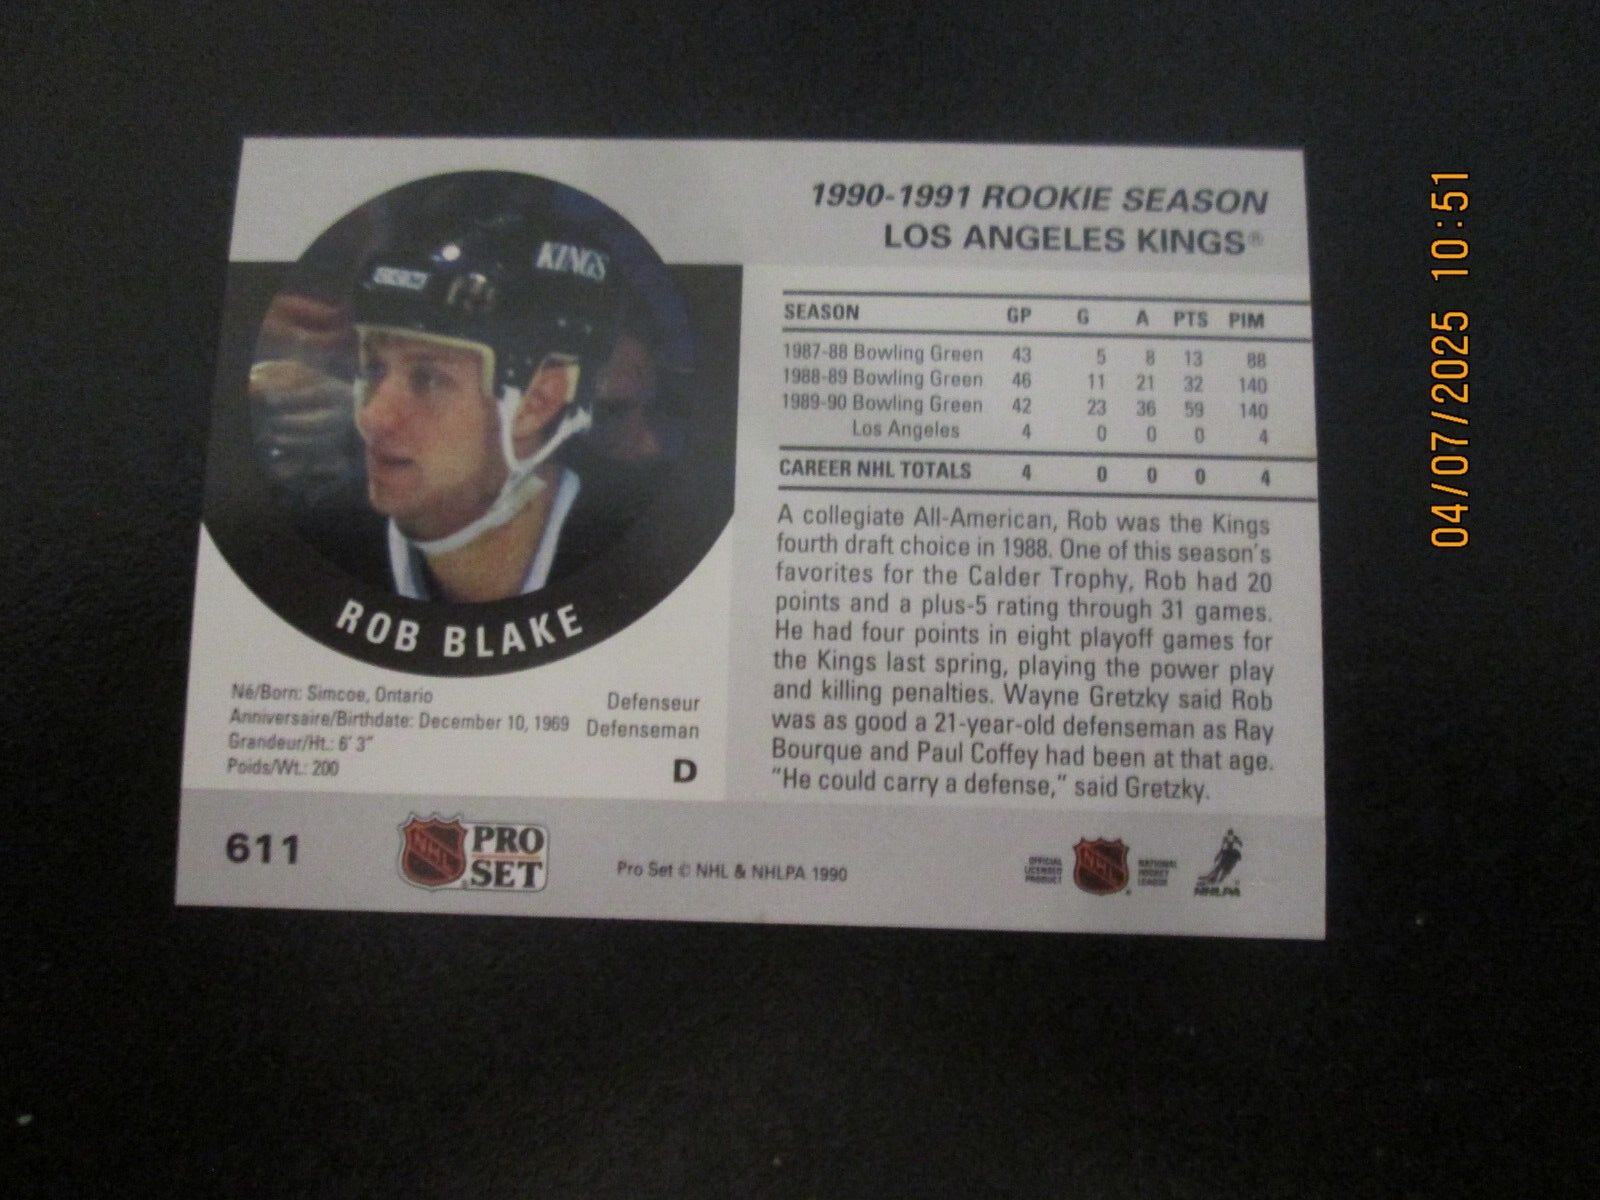 1990-1991 ROOKIE SEASON
LOS ANGELES KINGS®
KINGS
ROB BLAKE
Né/Born: Simcoe, Ontario
Anniversaire/Birthdate: December 10, 1969
Grandeur/Ht.: 6' 3"
Poids/Wt.: 200
Defenseur
Defenseman
D
SEASON GP G A PTS PIM
1987-88 Bowling Green 43 5 8 13 88
1988-89 Bowling Green 46 11 21 32 140
1989-90 Bowling Green 42 23 36 59 140
Los Angeles 4 0 0 0 4
CAREER NHL TOTALS 4 0 0 0 4
A collegiate All-American, Rob was the Kings
fourth draft choice in 1988. One of this season's
favorites for the Calder Trophy, Rob had 20
points and a plus-5 rating through 31 games.
He had four points in eight playoff games for
the Kings last spring, playing the power play
and killing penalties. Wayne Gretzky said Rob
was as good a 21-year-old defenseman as Ray
Bourque and Paul Coffey had been at that age.
"He could carry a defense," said Gretzky.
611
NHL
PRO
SET
Pro Set © NHL & NHLPA 1990
OFFICIAL
LICENSED
PRODUCT
NHL
NATIONAL
HOCKEY
LEAGUE
NHLPA
04/07/2025 10:51